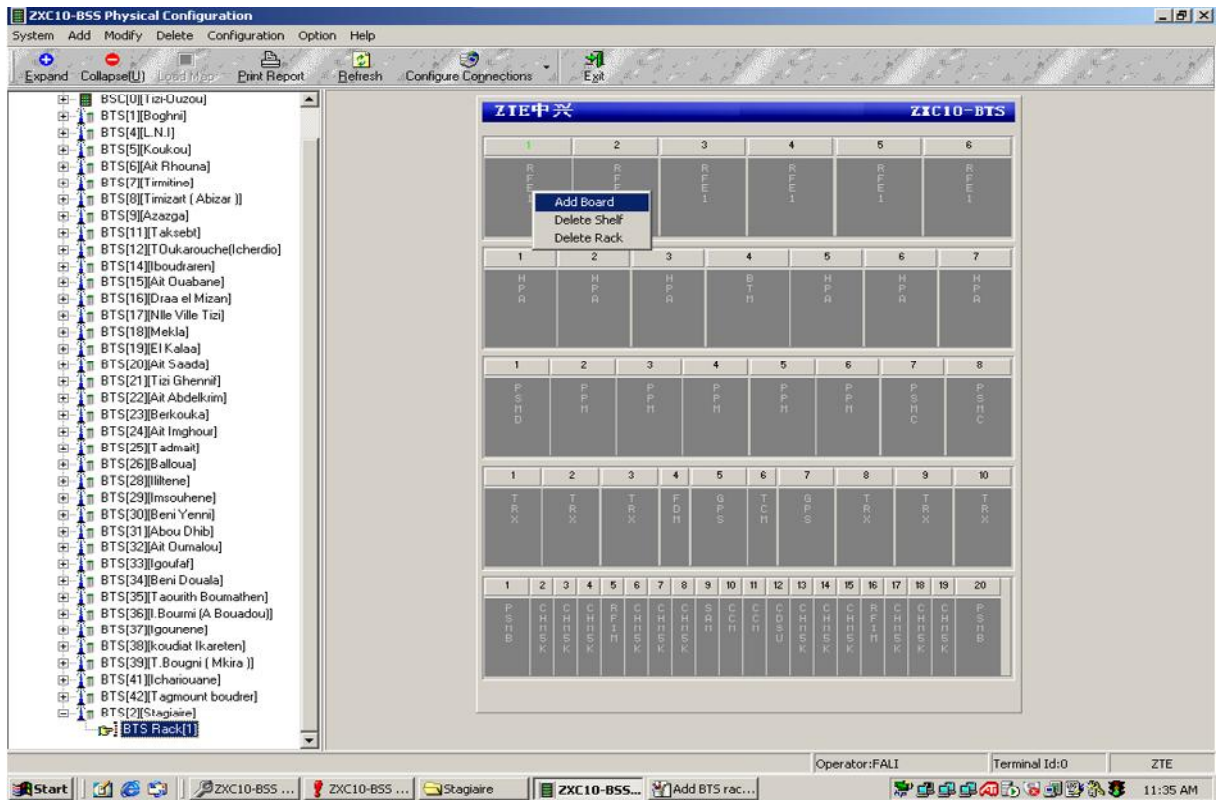 ZXC10-BSS Physical Configuration
System Add Modify Delete Configuration Option Help
Expand Collapse(U) Load Map Print Report Refresh Configure Connections Exit
BSC[0][Tizi-Ouzou]
BTS[1][Boghni]
BTS[4][L.N.I]
BTS[5][Koukou]
BTS[6][Ait Rhouna]
BTS[7][Tirmitine]
BTS[8][Timizart ( Abizar )]
BTS[9][Azazga]
BTS[11][Taksebt]
BTS[12][TOukarouche(Icherdio]
BTS[14][Iboudraren]
BTS[15][Ait Ouabane]
BTS[16][Draa el Mizan]
BTS[17][Nlle Ville Tizi]
BTS[18][Mekla]
BTS[19][El Kalaa]
BTS[20][Ait Saada]
BTS[21][Tizi Ghennif]
BTS[22][Ait Abdelkrim]
BTS[23][Berkouka]
BTS[24][Ait Imghour]
BTS[25][Tadmait]
BTS[26][Balloua]
BTS[28][Illiltene]
BTS[29][Imsouhene]
BTS[30][Beni Yenni]
BTS[31][Abou Dhib]
BTS[32][Ait Oumalou]
BTS[33][Igoufaf]
BTS[34][Beni Douala]
BTS[35][Taourith Boumathen]
BTS[36][I.Bourmi (A Bouadou)]
BTS[37][Igounene]
BTS[38][koudiat Ikareten]
BTS[39][T.Bougni ( Mkira )]
BTS[41][Ichariouane]
BTS[42][Tagmount boudrer]
BTS[2][Stagiaire]
BTS Rack[1]
ZTE中兴 ZXC10-BTS
1 2 3 4 5 6
RFE1 RFE RFE1 RFE1 RFE1 RFE1
Add Board
Delete Shelf
Delete Rack
1 2 3 4 5 6 7
HPA HPA HPA BTM HPA HPA HPA
1 2 3 4 5 6 7 8
PSMD PPM PPM PPM PPM PPM PSMC PSMC
1 2 3 4 5 6 7 8 9 10
TRX TRX TRX FDM GPS TCM GPS TRX TRX TRX
1 2 3 4 5 6 7 8 9 10 11 12 13 14 15 16 17 18 19 20
PSMB CHM5K CHM5K CHM5K RFIM CHM5K CHM5K CHM5K SAM CCM CCM CDSU CHM5K CHM5K CHM5K RFIM CHM5K CHM5K CHM5K PSMB
Operator:FALI Terminal Id:0 ZTE
Start ZXC10-BSS ... ZXC10-BSS ... Stagiaire ZXC10-BSS... Add BTS rac... 11:35 AM